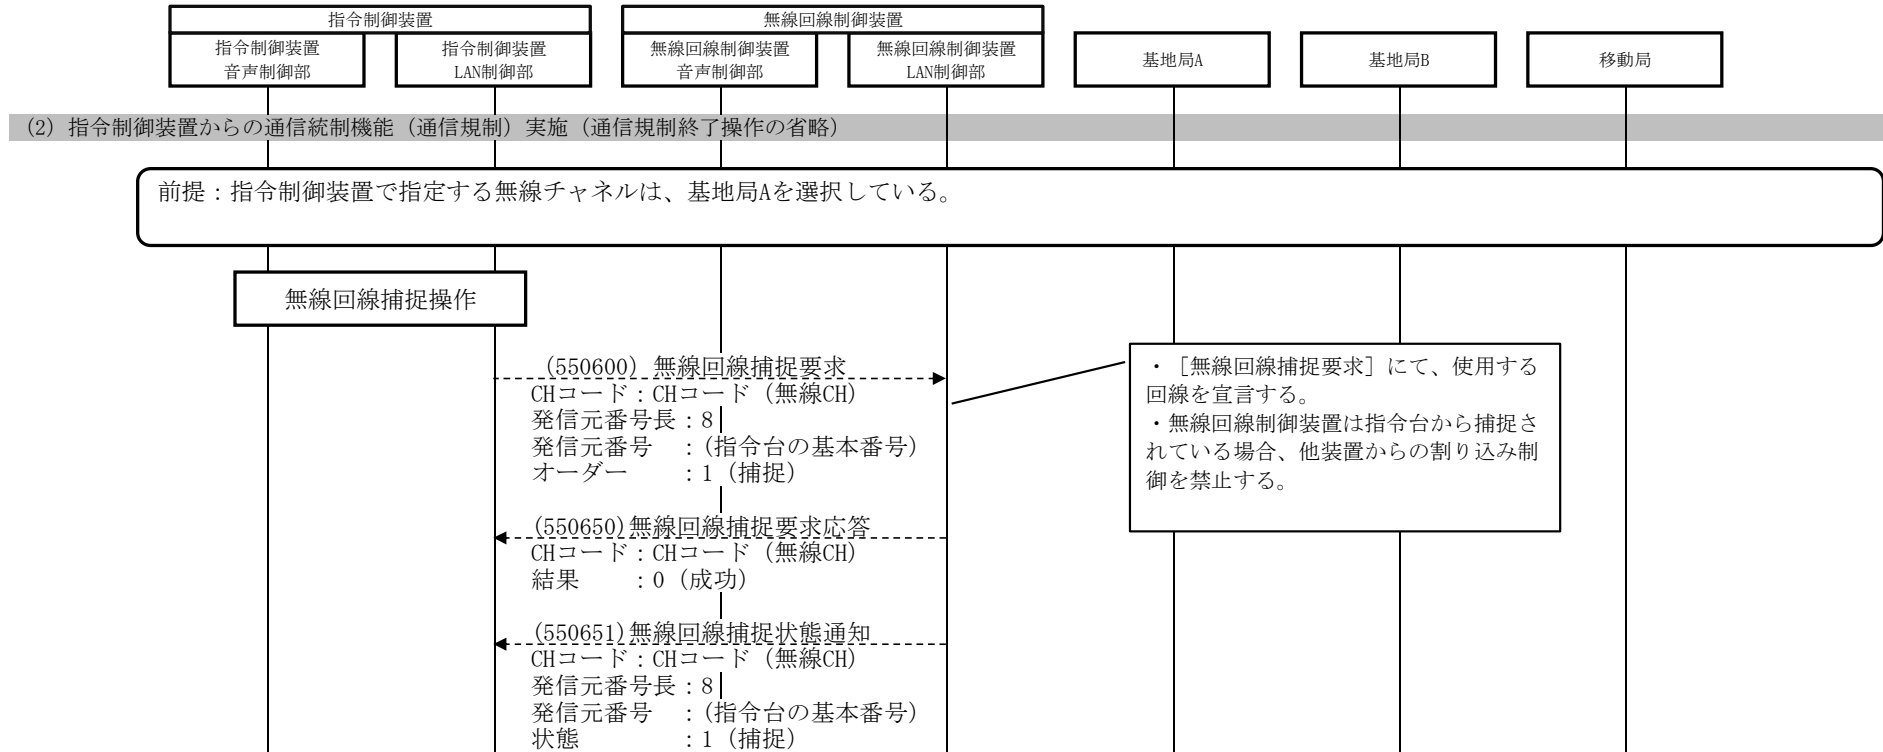 指令制御装置
無線回線制御装置
指令制御装置
音声制御部
指令制御装置
LAN制御部
無線回線制御装置
音声制御部
無線回線制御装置
LAN制御部
基地局A
基地局B
移動局
(2) 指令制御装置からの通信統制機能（通信規制）実施（通信規制終了操作の省略）
前提：指令制御装置で指定する無線チャネルは、基地局Aを選択している。
無線回線捕捉操作
(550600) 無線回線捕捉要求
CHコード：CHコード（無線CH）
発信元番号長：8
発信元番号　：(指令台の基本番号)
オーダー　　：1（捕捉）
・［無線回線捕捉要求］にて、使用する
回線を宣言する。
・無線回線制御装置は指令台から捕捉さ
れている場合、他装置からの割り込み制
御を禁止する。
(550650)無線回線捕捉要求応答
CHコード：CHコード（無線CH）
結果　　：0（成功）
(550651)無線回線捕捉状態通知
CHコード：CHコード（無線CH）
発信元番号長：8
発信元番号　：(指令台の基本番号)
状態　　　　：1（捕捉）